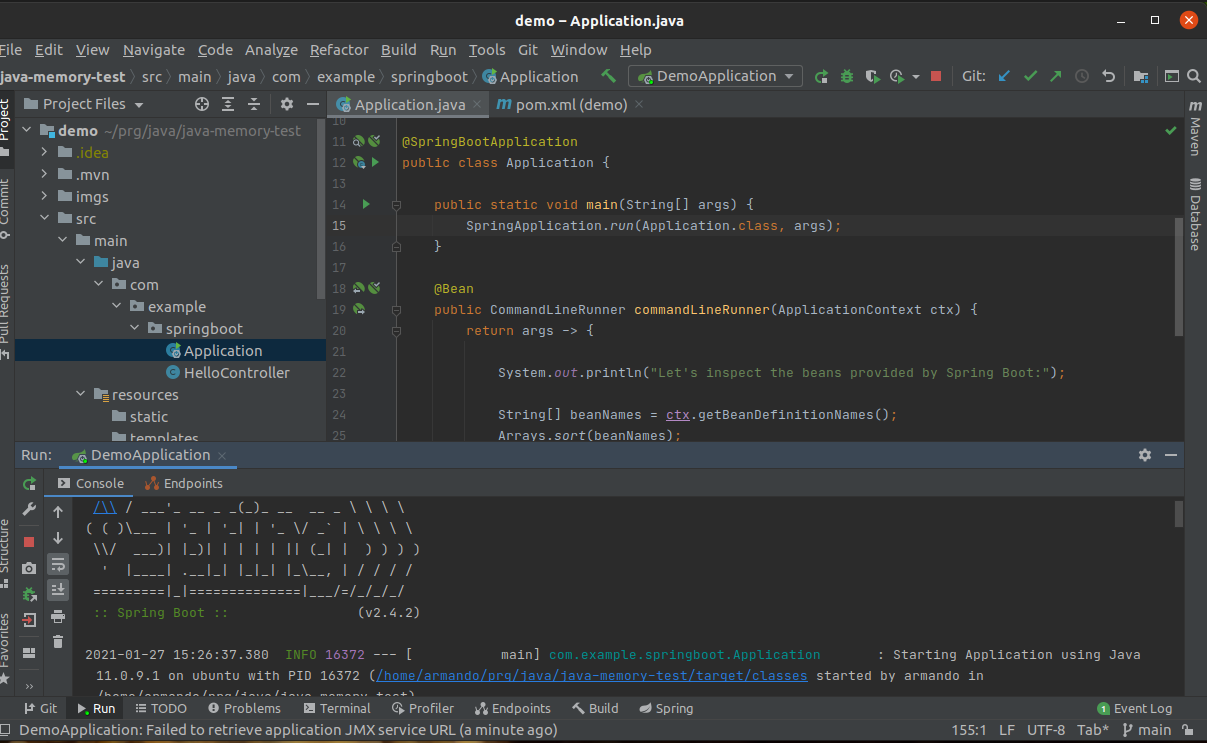 demo – Application.java
File Edit View Navigate Code Analyze Refactor Build Run Tools Git Window Help
java-memory-test src main java com example springboot Application DemoApplication Git:
Project Files
Application.java
pom.xml (demo)
Project
Commit
Pull Requests
Structure
Favorites
Maven
Database
demo ~/prg/java/java-memory-test
.idea
.mvn
imgs
src
main
java
com
example
springboot
Application
HelloController
resources
static
templates
10
11 @SpringBootApplication
12 public class Application {
13
14 public static void main(String[] args) {
15 SpringApplication.run(Application.class, args);
16 }
17
18 @Bean
19 public CommandLineRunner commandLineRunner(ApplicationContext ctx) {
20 return args -> {
21
22 System.out.println("Let's inspect the beans provided by Spring Boot:");
23
24 String[] beanNames = ctx.getBeanDefinitionNames();
25 Arrays.sort(beanNames);
Run: DemoApplication
Console Endpoints
 /\\ / ___'_ __ _ _(_)_ __  __ _ \ \ \ \
( ( )\___ | '_ | '_| | '_ \/ _` | \ \ \ \
 \\/  ___)| |_)| | | | | || (_| |  ) ) ) )
  '  |____| .__|_| |_|_| |_\__, | / / / /
 =========|_|==============|___/=/_/_/_/
:: Spring Boot :: (v2.4.2)
2021-01-27 15:26:37.380 INFO 16372 --- [ main] com.example.springboot.Application : Starting Application using Java
11.0.9.1 on ubuntu with PID 16372 (/home/armando/prg/java/java-memory-test/target/classes started by armando in
/home/armando/prg/java/java-memory-test)
Git Run TODO Problems Terminal Profiler Endpoints Build Spring 1 Event Log
DemoApplication: Failed to retrieve application JMX service URL (a minute ago) 155:1 LF UTF-8 Tab* main